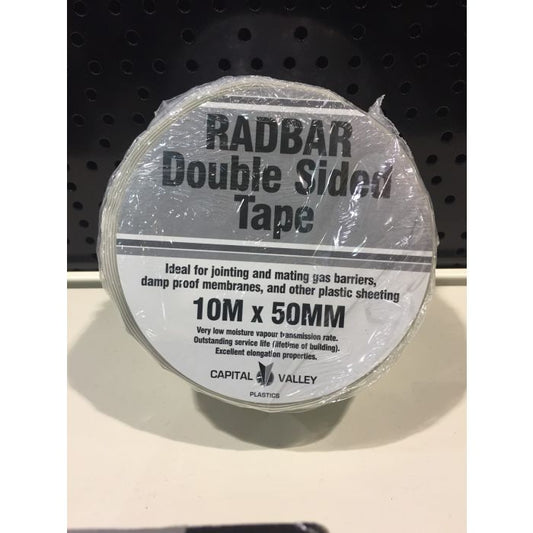 RADBAR
Double Sided
Tape
Ideal for jointing and mating gas barriers,
damp proof membranes, and other plastic sheeting
10M x 50MM
Very low moisture vapour transmission rate.
Outstanding service life (lifetime of building).
Excellent elongation properties.
CAPITAL VALLEY
PLASTICS